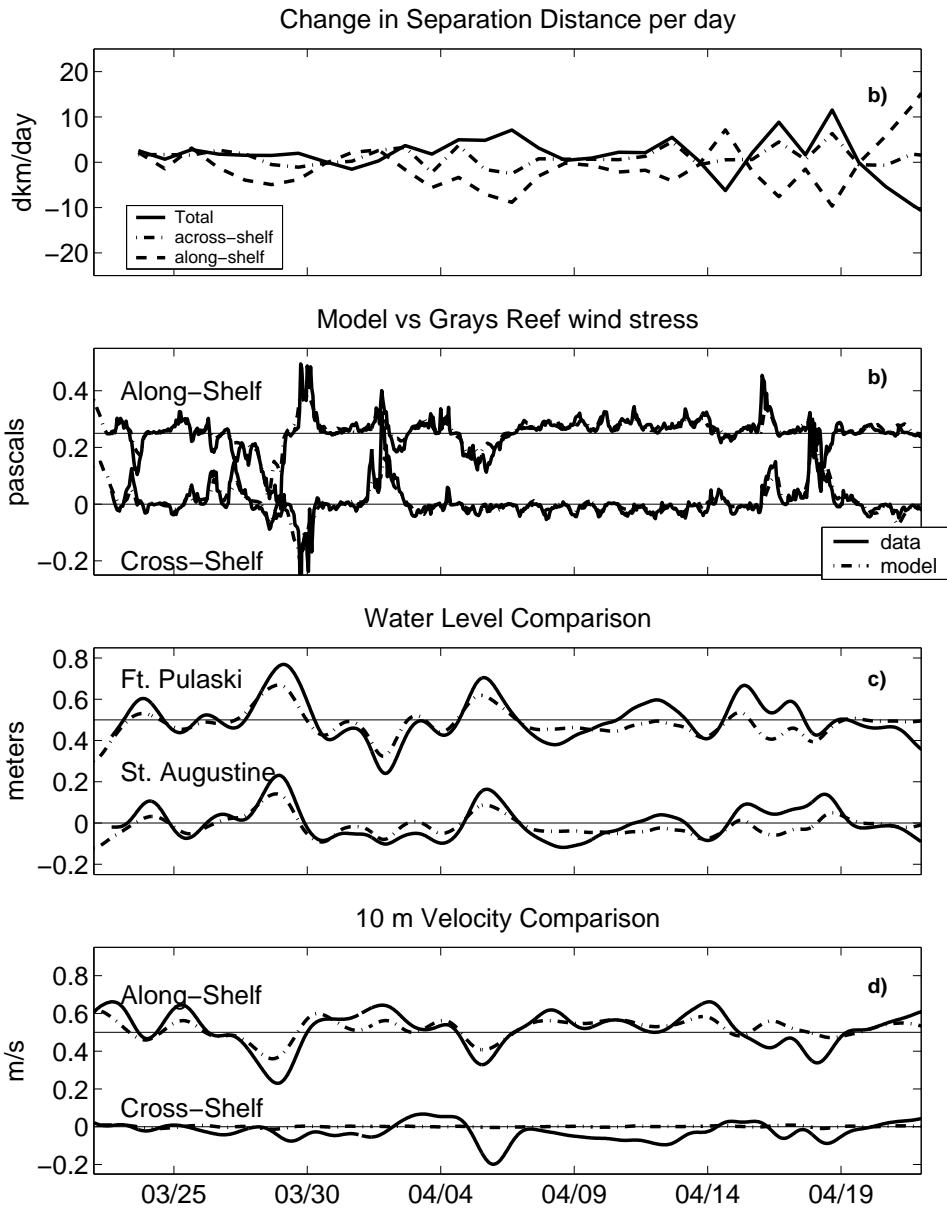 Change in Separation Distance per day
20
10
0
−10
−20
dkm/day
b)
Total
across−shelf
along−shelf
Model vs Grays Reef wind stress
0.4
0.2
0
−0.2
pascals
Along−Shelf
b)
Cross−Shelf
data
model
Water Level Comparison
0.8
0.6
0.4
0.2
0
−0.2
meters
Ft. Pulaski
c)
St. Augustine
10 m Velocity Comparison
0.8
0.6
0.4
0.2
0
−0.2
m/s
Along−Shelf
d)
Cross−Shelf
03/25 03/30 04/04 04/09 04/14 04/19